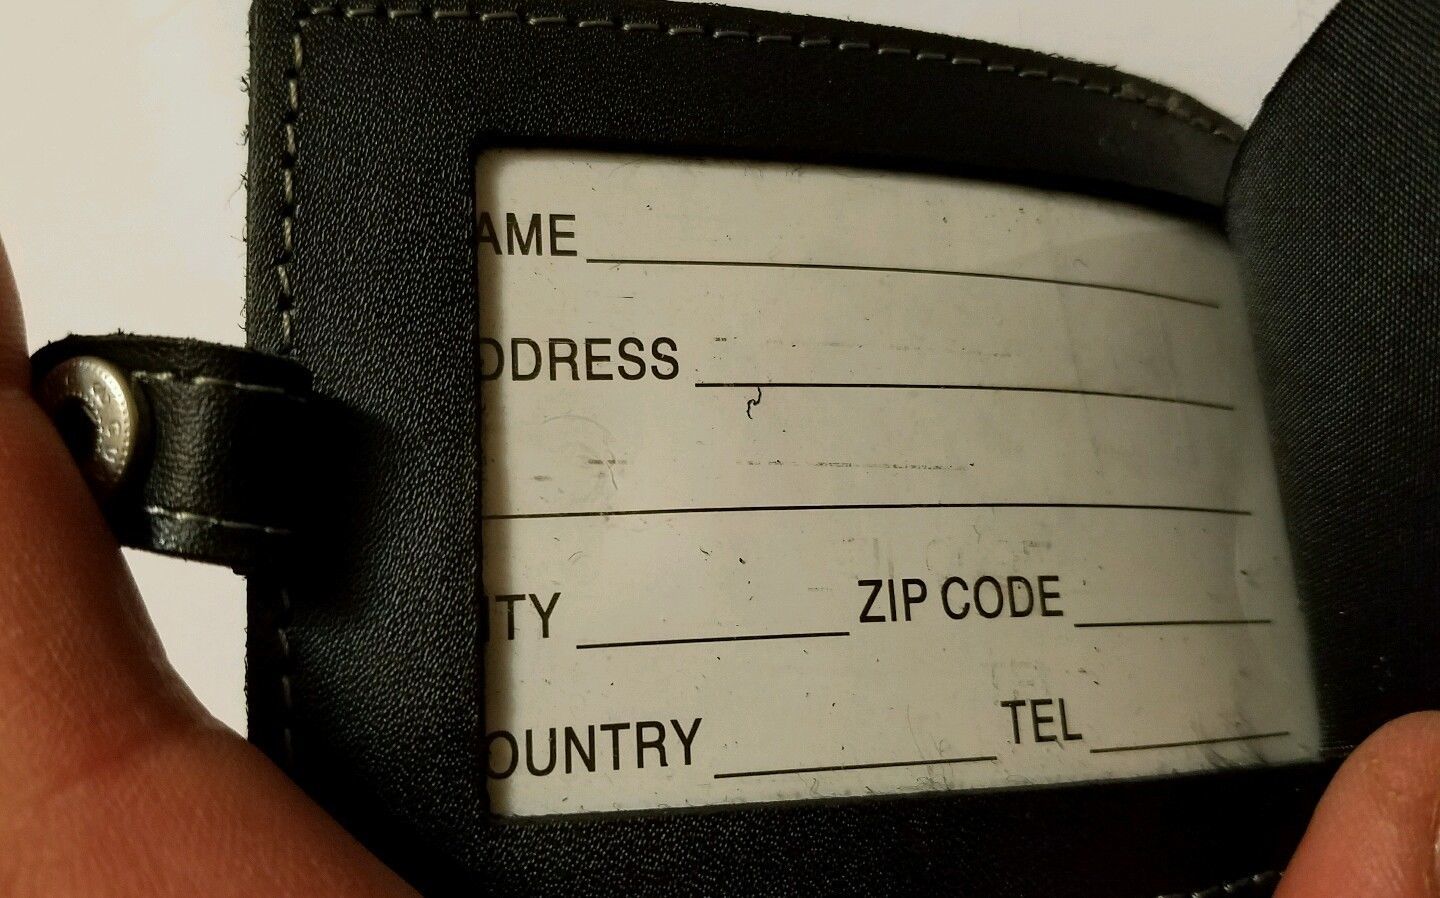 AME
DDRESS
ITY ZIP CODE
OUNTRY TEL